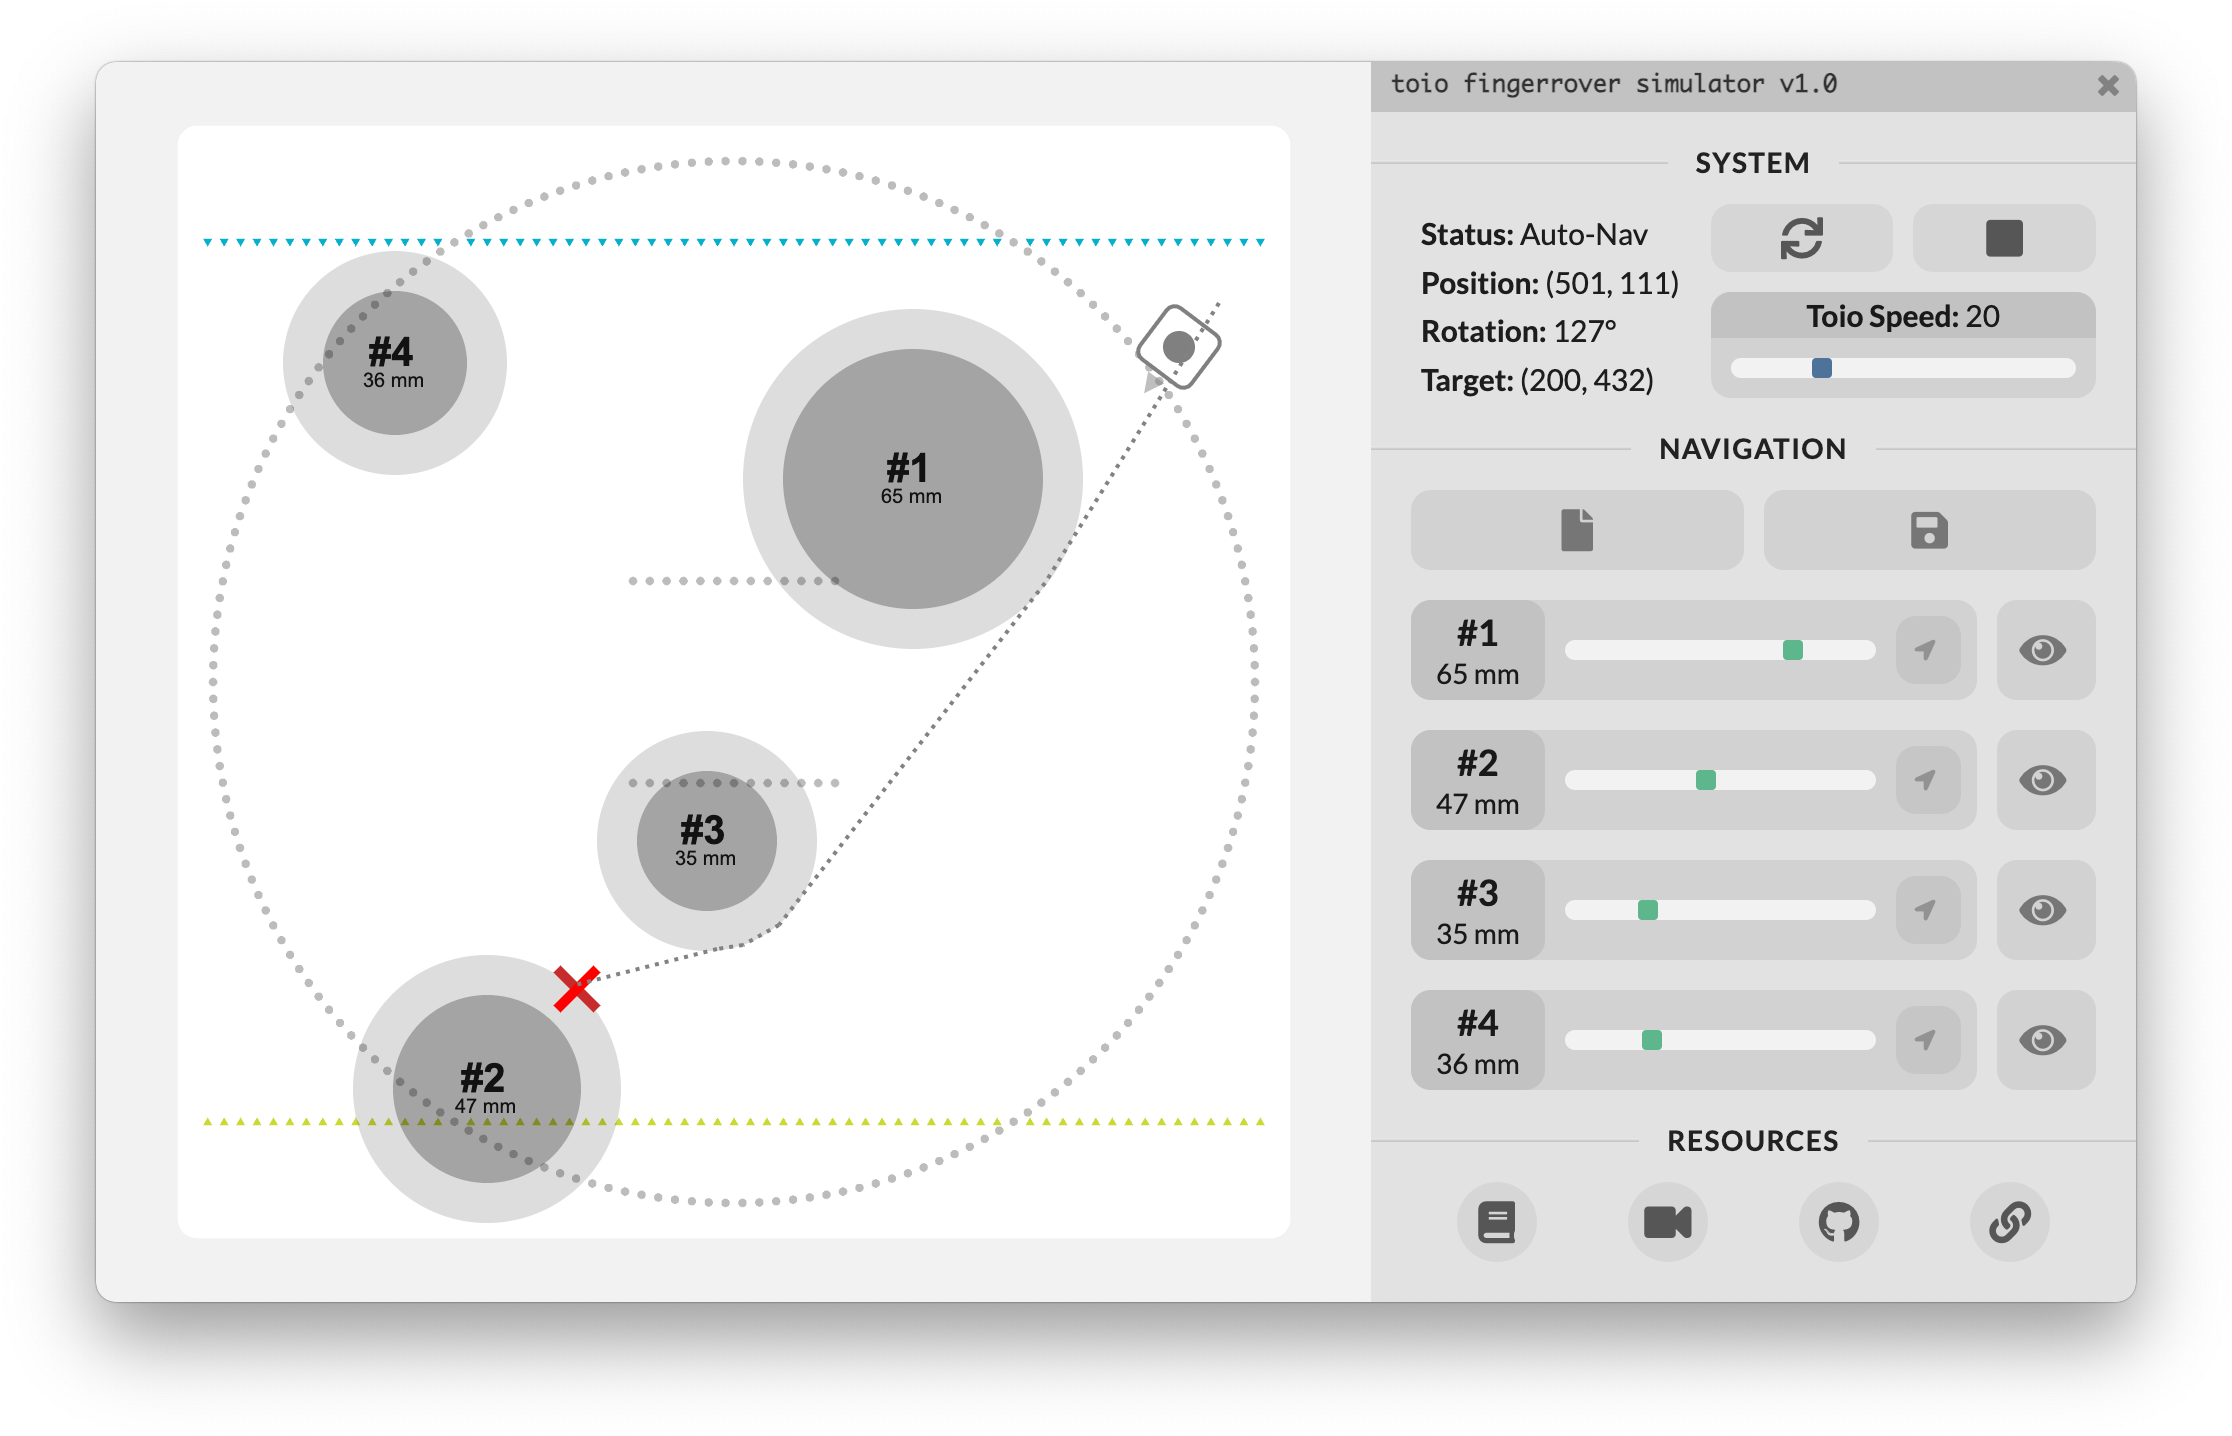 toio fingerrover simulator v1.0
SYSTEM
Status: Auto-Nav
Position: (501, 111)
Rotation: 127°
Target: (200, 432)
Toio Speed: 20
NAVIGATION
#1
65 mm
#2
47 mm
#3
35 mm
#4
36 mm
RESOURCES
#4
36 mm
#1
65 mm
#3
35 mm
#2
47 mm